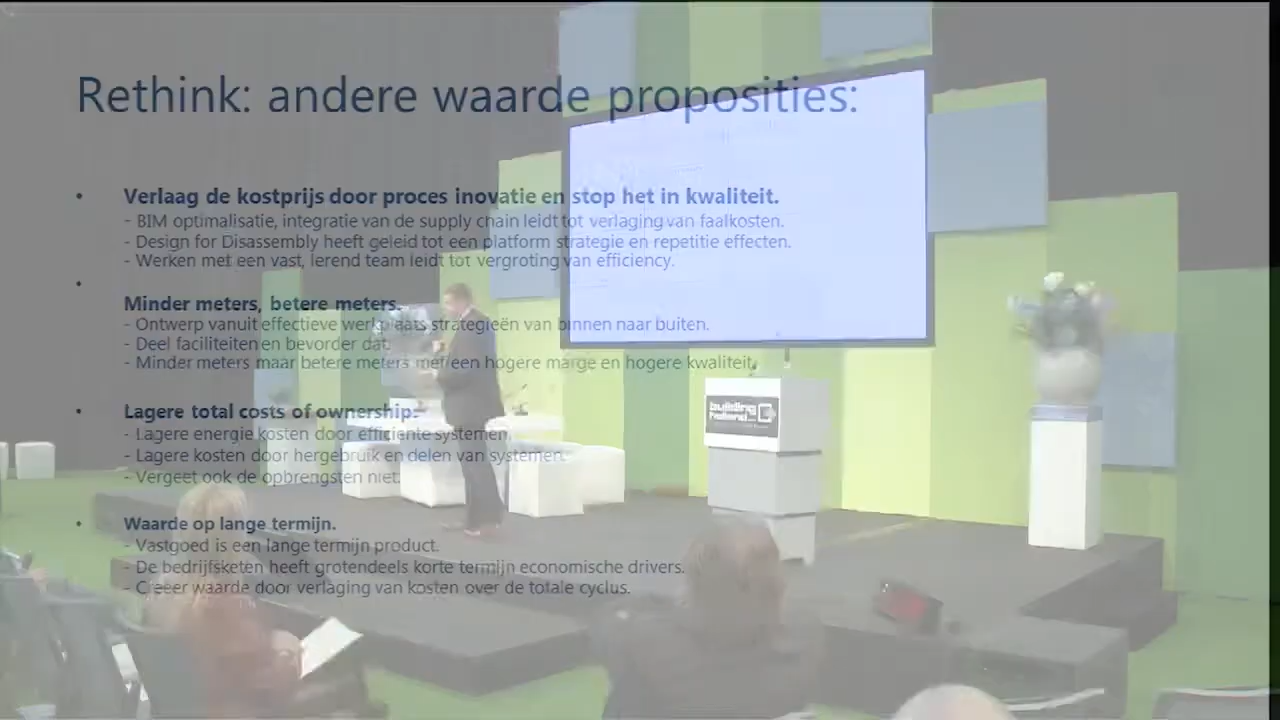 Rethink: andere waarde proposities:
• Verlaag de kostprijs door proces inovatie en stop het in kwaliteit.
- BIM optimalisatie, integratie van de supply chain leidt tot verlaging van faalkosten.
- Design for Disassembly heeft geleid tot een platform strategie en repetitie effecten.
- Werken met een vast, lerend team leidt tot vergroting van efficiency.
•
Minder meters, betere meters.
- Ontwerp vanuit effectieve werkplaats strategieën van binnen naar buiten.
- Deel faciliteiten en bevorder dat.
- Minder meters maar betere meters met een hogere marge en hogere kwaliteit.
• Lagere total costs of ownership.
- Lagere energie kosten door efficiente systemen.
- Lagere kosten door hergebruik en delen van systemen.
- Vergeet ook de opbrengsten niet.
• Waarde op lange termijn.
- Vastgoed is een lange termijn product.
- De bedrijfsketen heeft grotendeels korte termijn economische drivers.
- Creëer waarde door verlaging van kosten over de totale cyclus.
building
holland